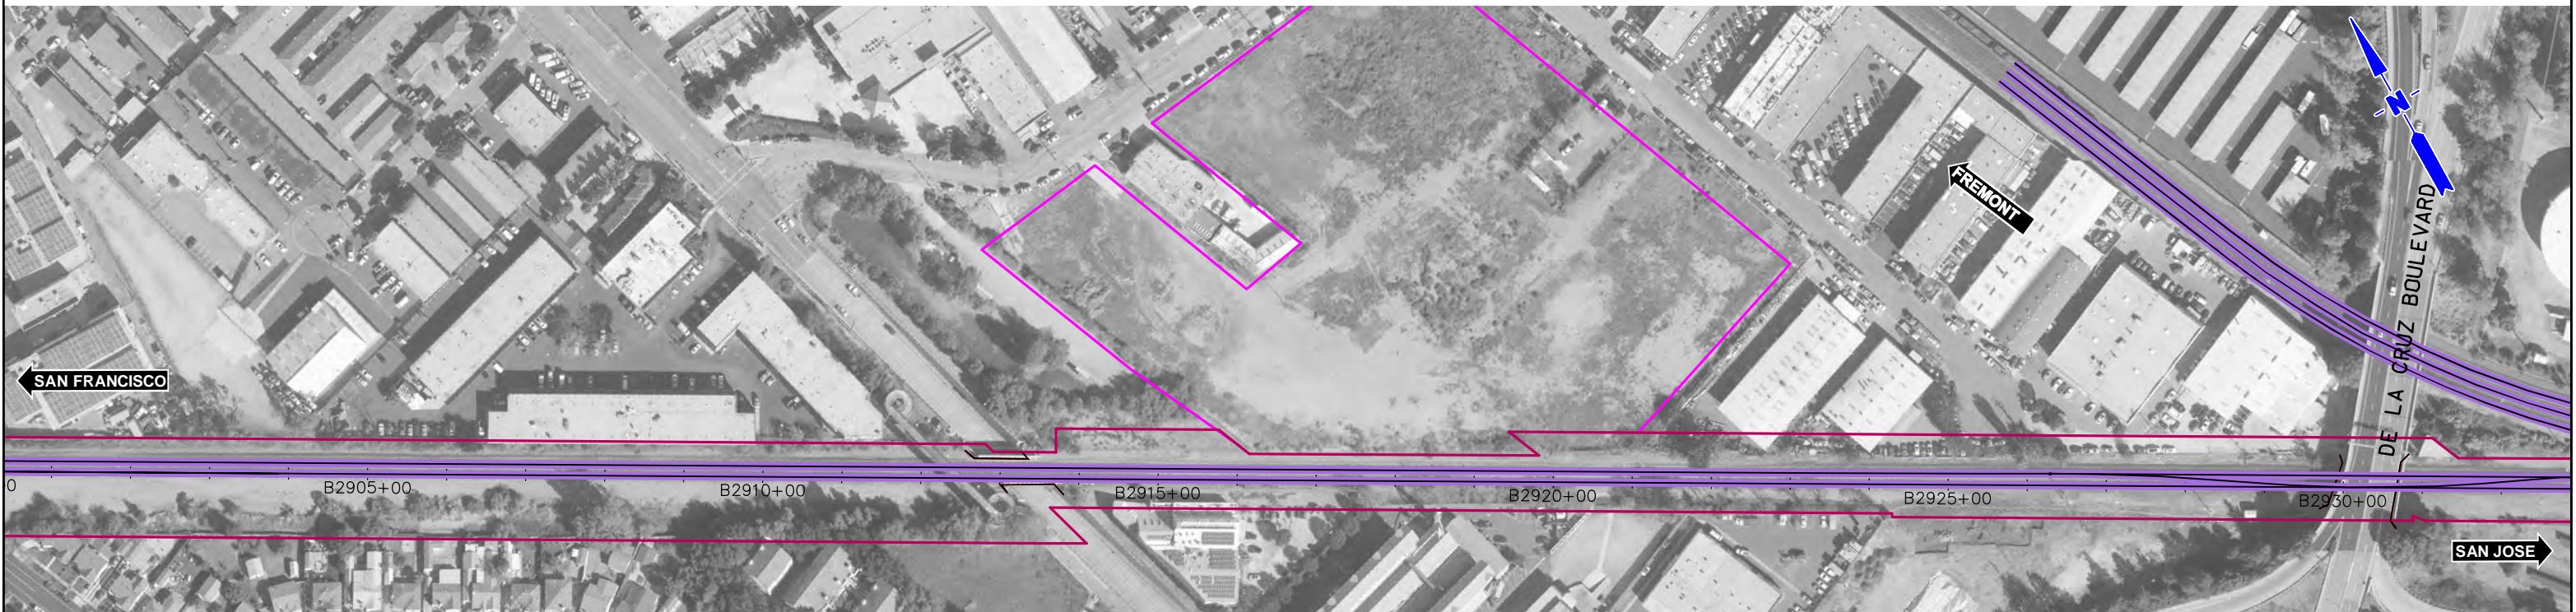 N
FREMONT
DE LA CRUZ BOULEVARD
SAN FRANCISCO
0
B2905+00
B2910+00
B2915+00
B2920+00
B2925+00
B2930+00
SAN JOSE